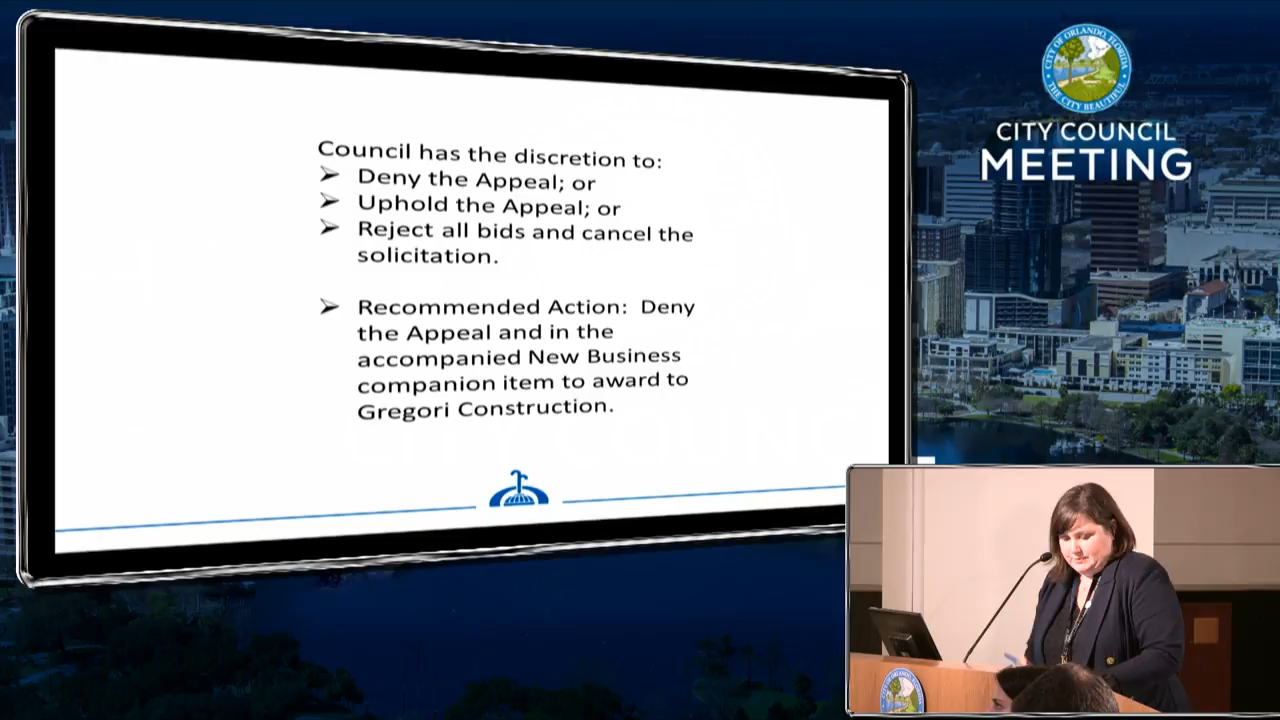 Council has the discretion to:
➢ Deny the Appeal; or
➢ Uphold the Appeal; or
➢ Reject all bids and cancel the
solicitation.
➢ Recommended Action: Deny
the Appeal and in the
accompanied New Business
companion item to award to
Gregori Construction.
CITY OF ORLANDO, FLORIDA
THE CITY BEAUTIFUL
CITY COUNCIL
MEETING